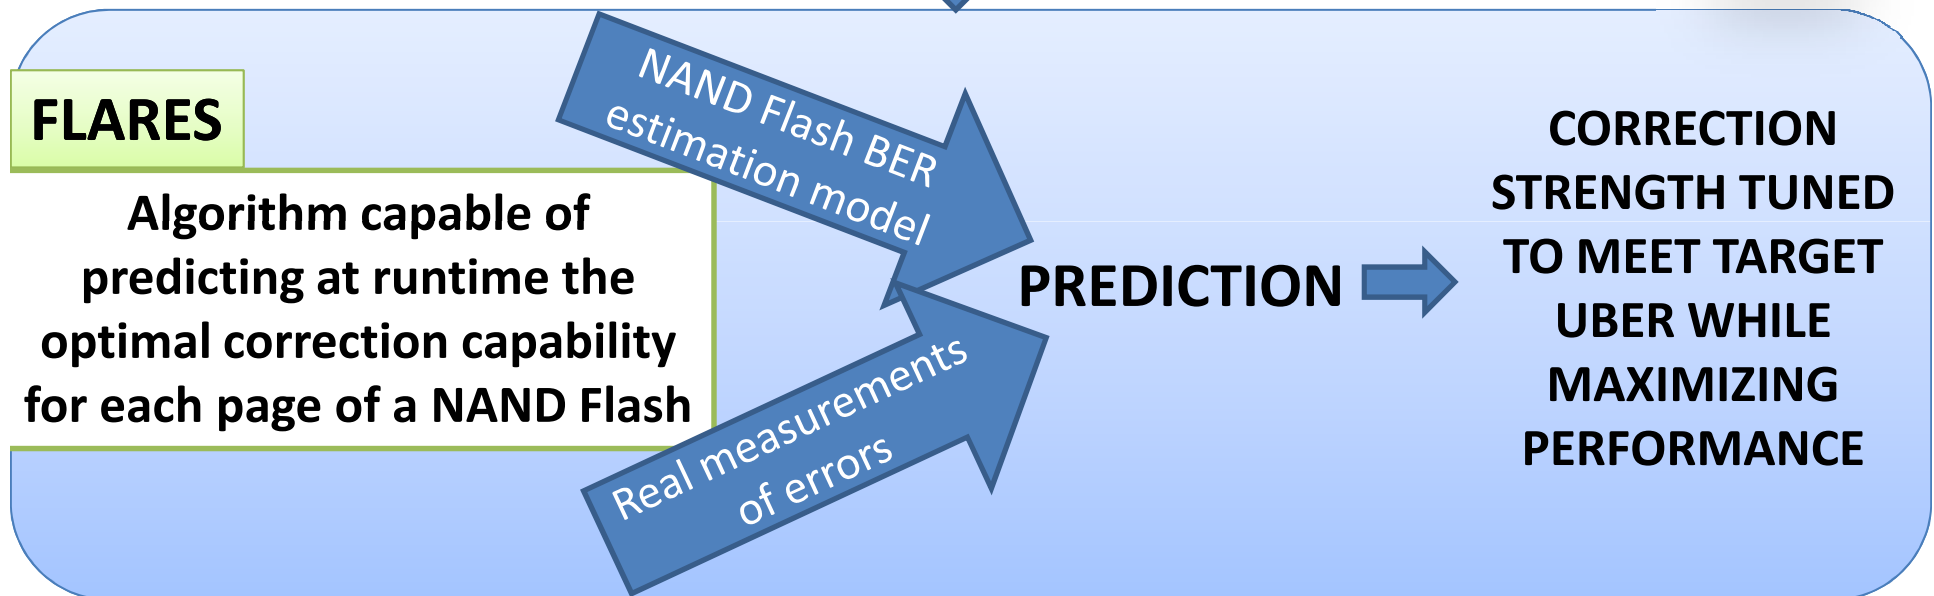 FLARES
Algorithm capable of
predicting at runtime the
optimal correction capability
for each page of a NAND Flash
NAND Flash BER
estimation model
Real measurements
of errors
PREDICTION
CORRECTION
STRENGTH TUNED
TO MEET TARGET
UBER WHILE
MAXIMIZING
PERFORMANCE